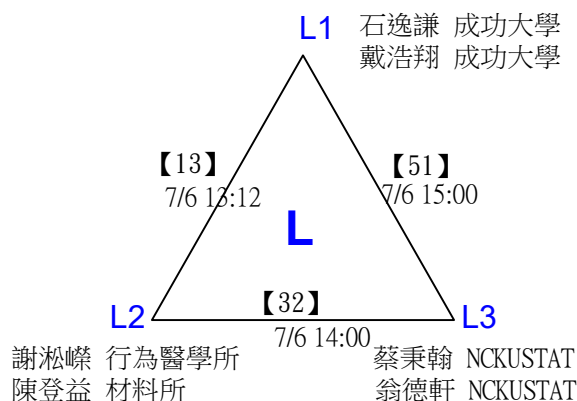 L1
石逸謙 成功大學
戴浩翔 成功大學
【13】
7/6 13:12
【51】
7/6 15:00
L
L2
【32】
7/6 14:00
L3
謝淞嶸 行為醫學所
陳登益 材料所
蔡秉翰 NCKUSTAT
翁德軒 NCKUSTAT